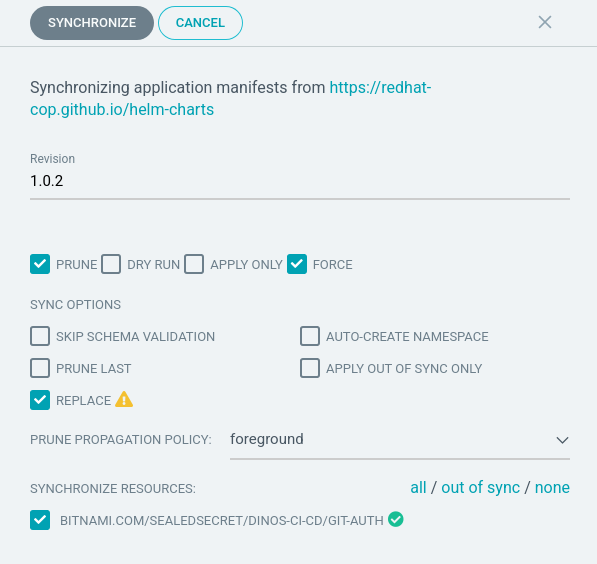 SYNCHRONIZE CANCEL
Synchronizing application manifests from https://redhat-
cop.github.io/helm-charts
Revision
1.0.2
PRUNE DRY RUN APPLY ONLY FORCE
SYNC OPTIONS
SKIP SCHEMA VALIDATION AUTO-CREATE NAMESPACE
PRUNE LAST APPLY OUT OF SYNC ONLY
REPLACE
PRUNE PROPAGATION POLICY: foreground
SYNCHRONIZE RESOURCES: all / out of sync / none
BITNAMI.COM/SEALEDSECRET/DINOS-CI-CD/GIT-AUTH